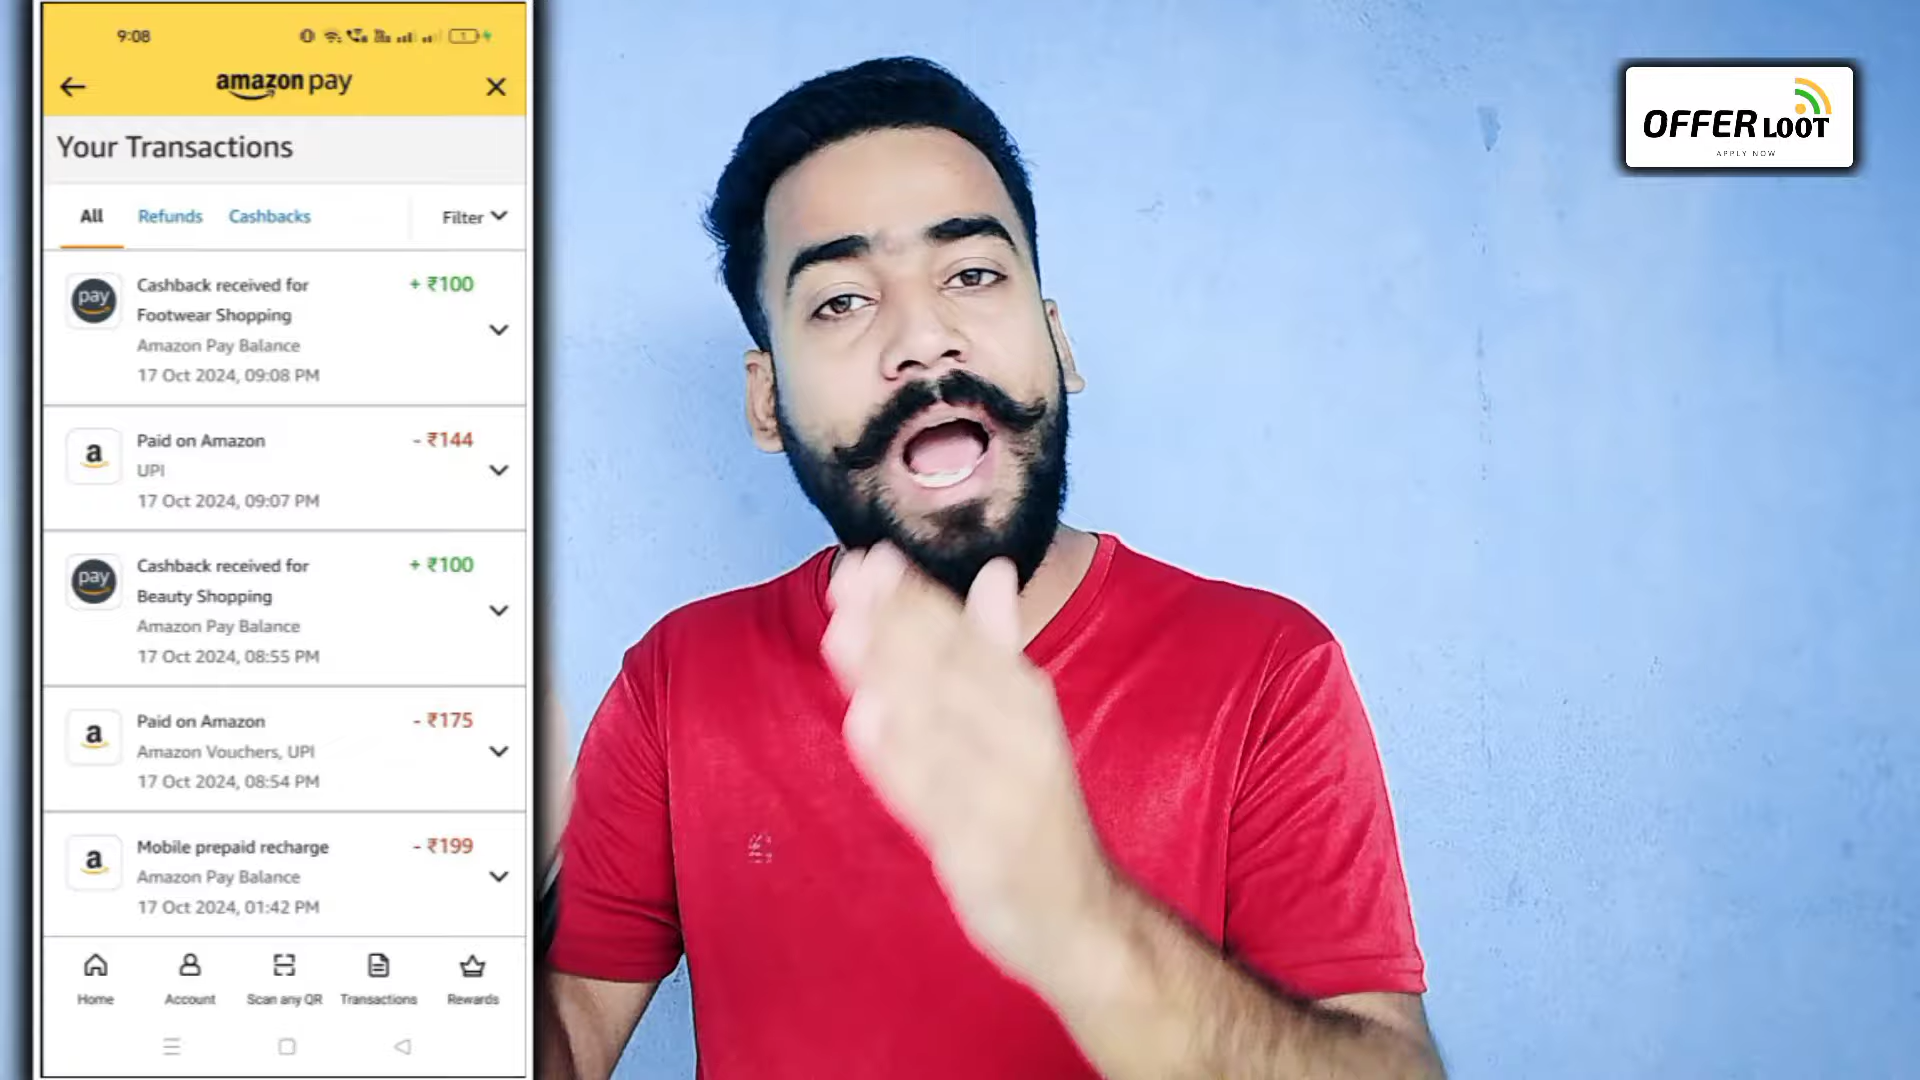 9:08
amazon pay
Your Transactions
All
Refunds
Cashbacks
Filter
pay
Cashback received for
+ ₹100
Footwear Shopping
Amazon Pay Balance
17 Oct 2024, 09:08 PM
a
Paid on Amazon
- ₹144
UPI
17 Oct 2024, 09:07 PM
pay
Cashback received for
+ ₹100
Beauty Shopping
Amazon Pay Balance
17 Oct 2024, 08:55 PM
a
Paid on Amazon
- ₹175
Amazon Vouchers, UPI
17 Oct 2024, 08:54 PM
a
Mobile prepaid recharge
- ₹199
Amazon Pay Balance
17 Oct 2024, 01:42 PM
Home
Account
Scan any QR
Transactions
Rewards
OFFER LOOT
APPLY NOW